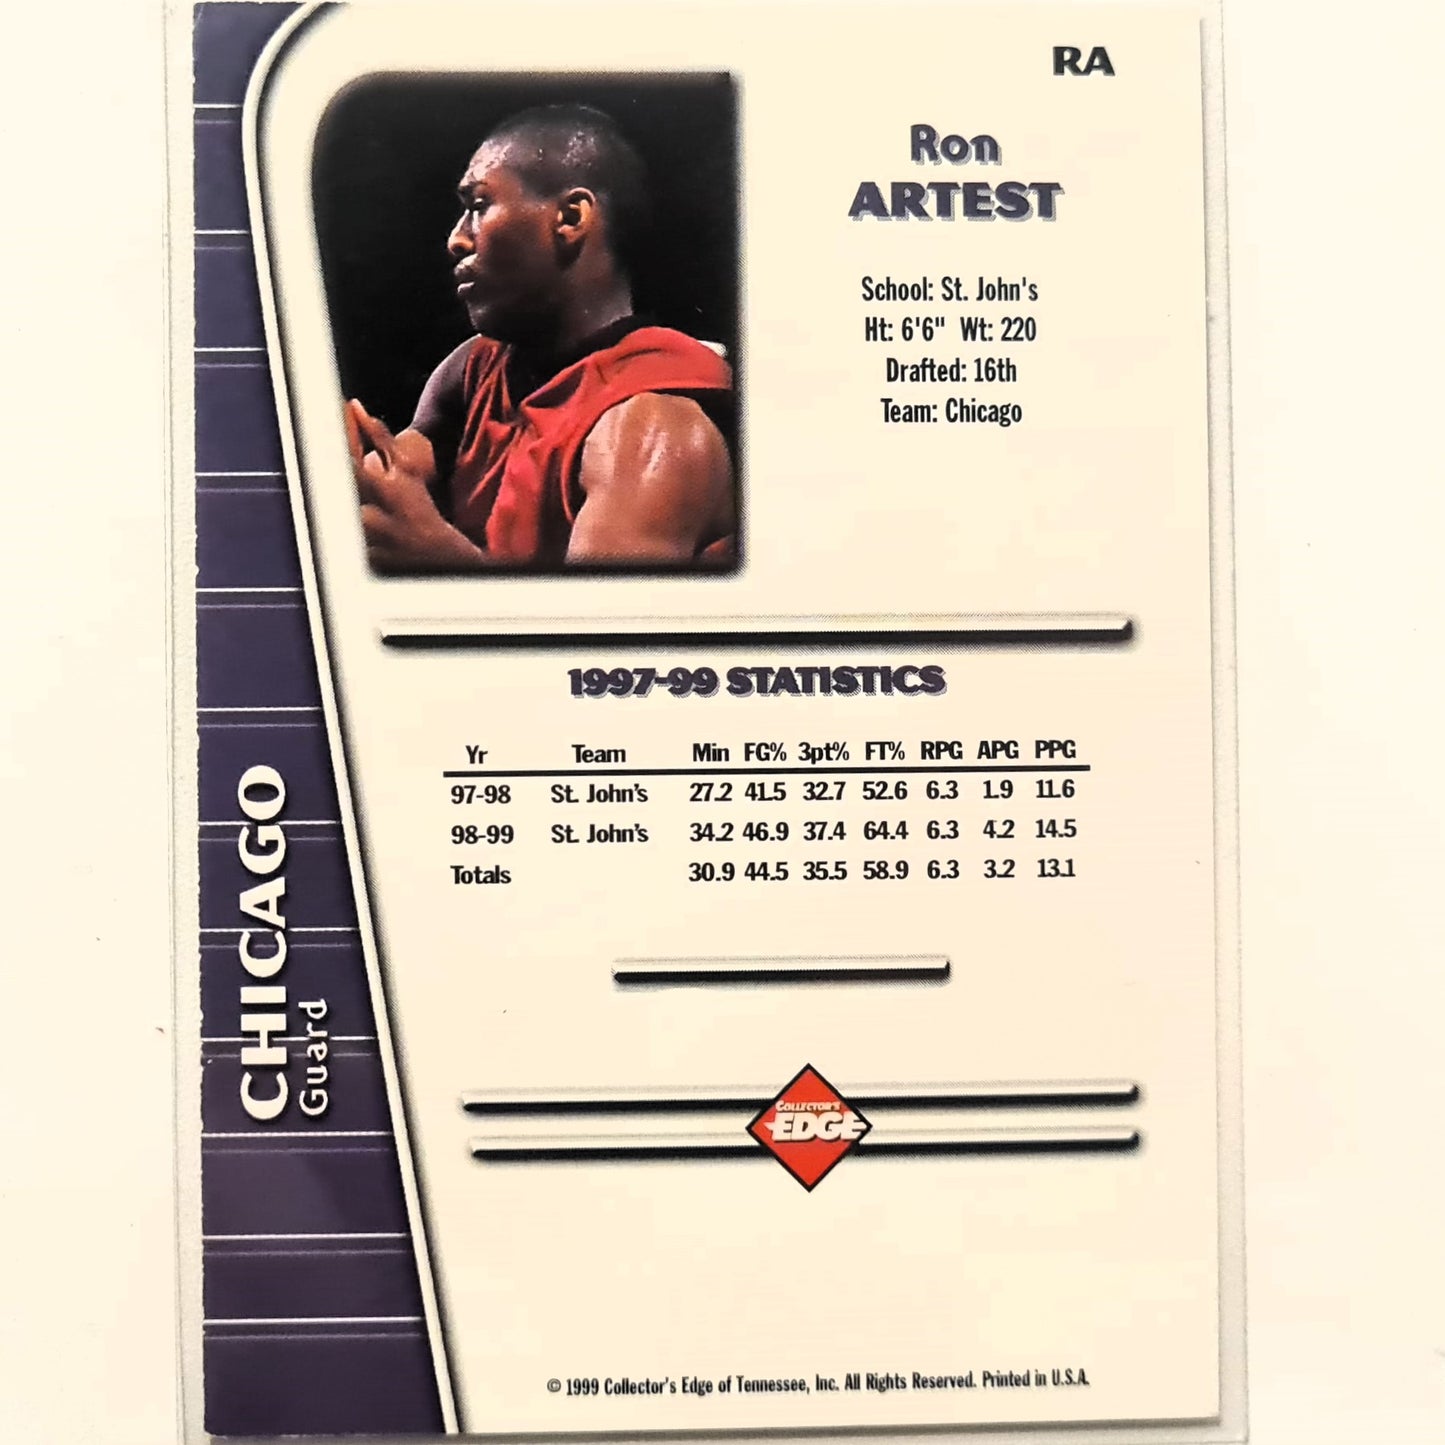 RA
Ron
ARTEST
School: St. John's
Ht: 6'6" Wt: 220
Drafted: 16th
Team: Chicago
1997-99 STATISTICS
Yr Team Min FG% 3pt% FT% RPG APG PPG
97-98 St. John's 27.2 41.5 32.7 52.6 6.3 1.9 11.6
98-99 St. John's 34.2 46.9 37.4 64.4 6.3 4.2 14.5
Totals 30.9 44.5 35.5 58.9 6.3 3.2 13.1
CHICAGO
Guard
COLLECTOR'S
EDGE
© 1999 Collector's Edge of Tennessee, Inc. All Rights Reserved. Printed in U.S.A.